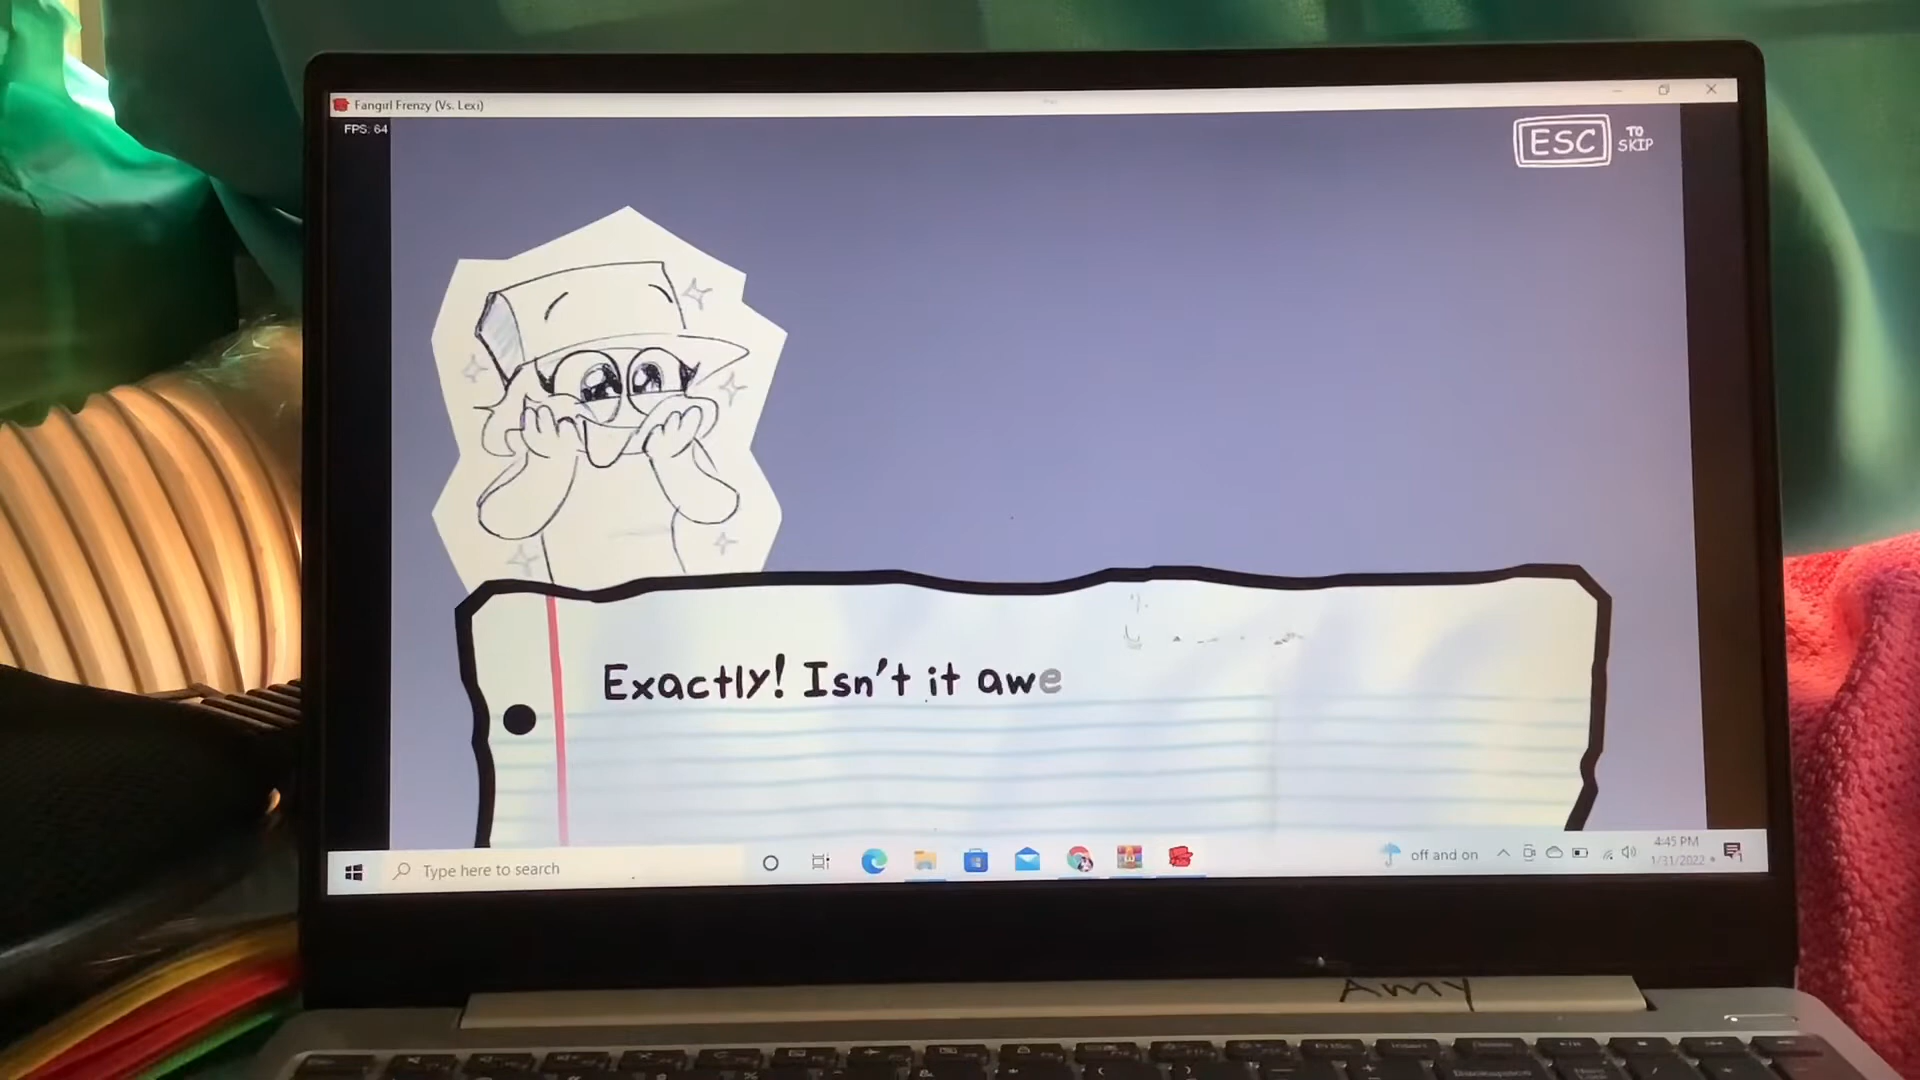 Fangirl Frenzy (Vs. Lexi)
FPS: 64
ESC TO SKIP
Exactly! Isn't it awe
Type here to search
off and on
4:45 PM
1/31/2022
AMY